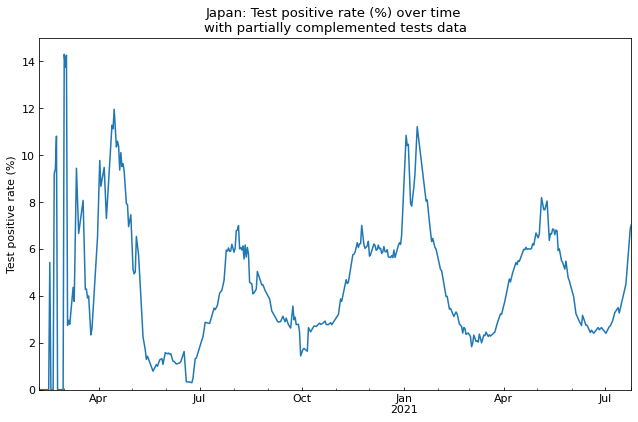 Japan: Test positive rate (%) over time
with partially complemented tests data
Test positive rate (%)
14
12
10
8
6
4
2
0
Apr
Jul
Oct
Jan
2021
Apr
Jul